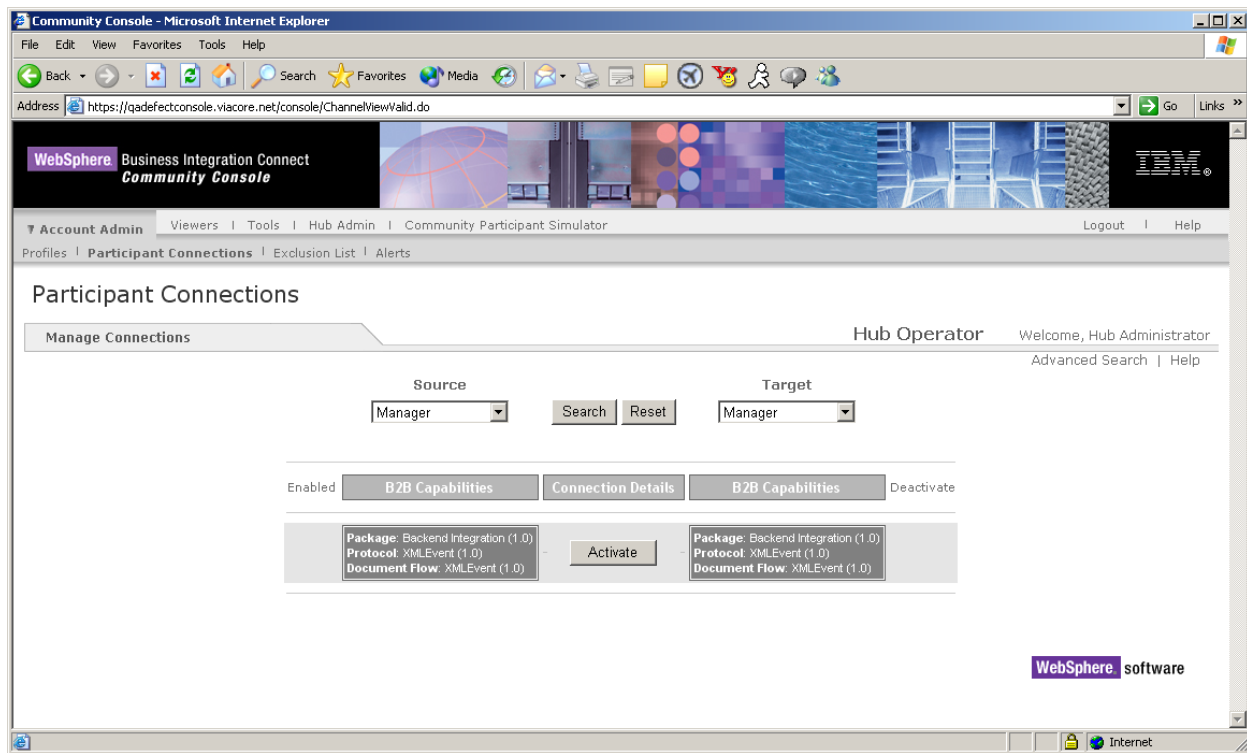 Community Console - Microsoft Internet Explorer
File Edit View Favorites Tools Help
Back Search Favorites Media
Address https://qadefectconsole.viacore.net/console/ChannelViewValid.do Go Links »
WebSphere. Business Integration Connect
Community Console
IBM®
Account Admin Viewers | Tools | Hub Admin | Community Participant Simulator Logout | Help
Profiles | Participant Connections | Exclusion List | Alerts
Participant Connections
Manage Connections Hub Operator Welcome, Hub Administrator
Advanced Search | Help
Source Target
Manager Search Reset Manager
Enabled B2B Capabilities Connection Details B2B Capabilities Deactivate
Package: Backend Integration (1.0) Package: Backend Integration (1.0)
Protocol: XMLEvent (1.0) - Activate - Protocol: XMLEvent (1.0)
Document Flow: XMLEvent (1.0) Document Flow: XMLEvent (1.0)
WebSphere. software
Internet